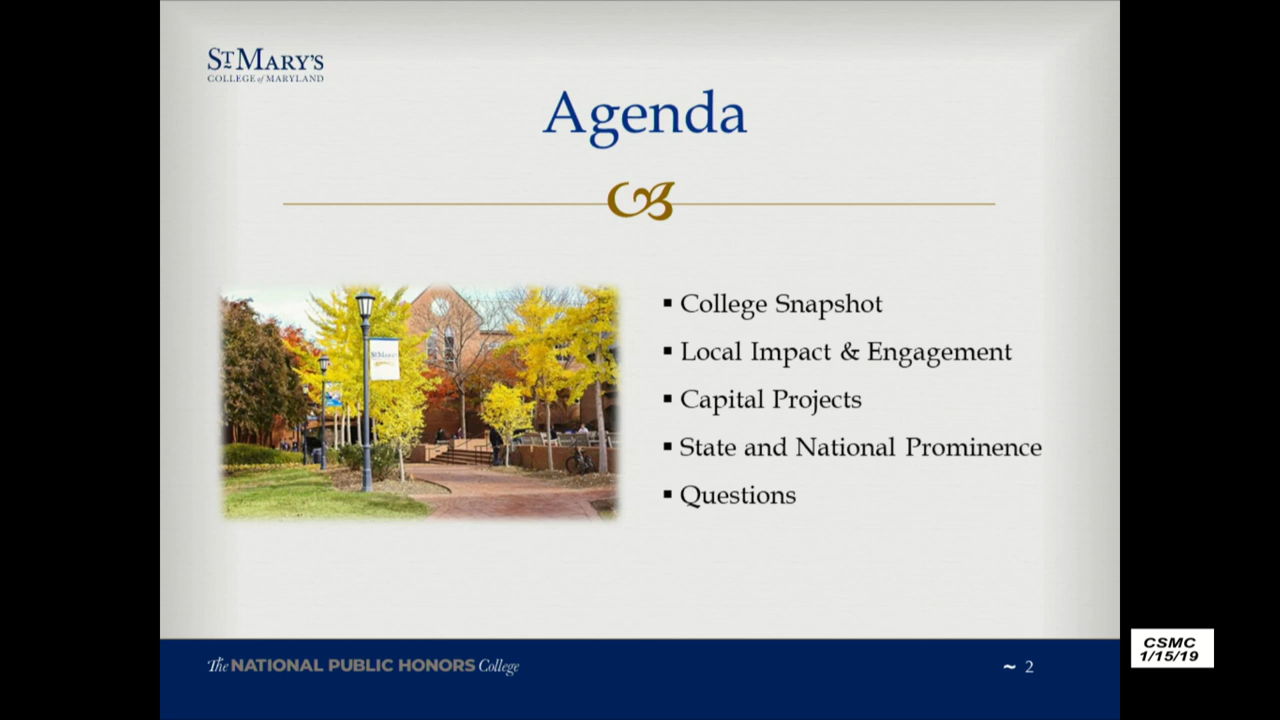 ST MARY'S
COLLEGE of MARYLAND
Agenda
▪ College Snapshot
▪ Local Impact & Engagement
▪ Capital Projects
▪ State and National Prominence
▪ Questions
The NATIONAL PUBLIC HONORS College
~ 2
CSMC
1/15/19